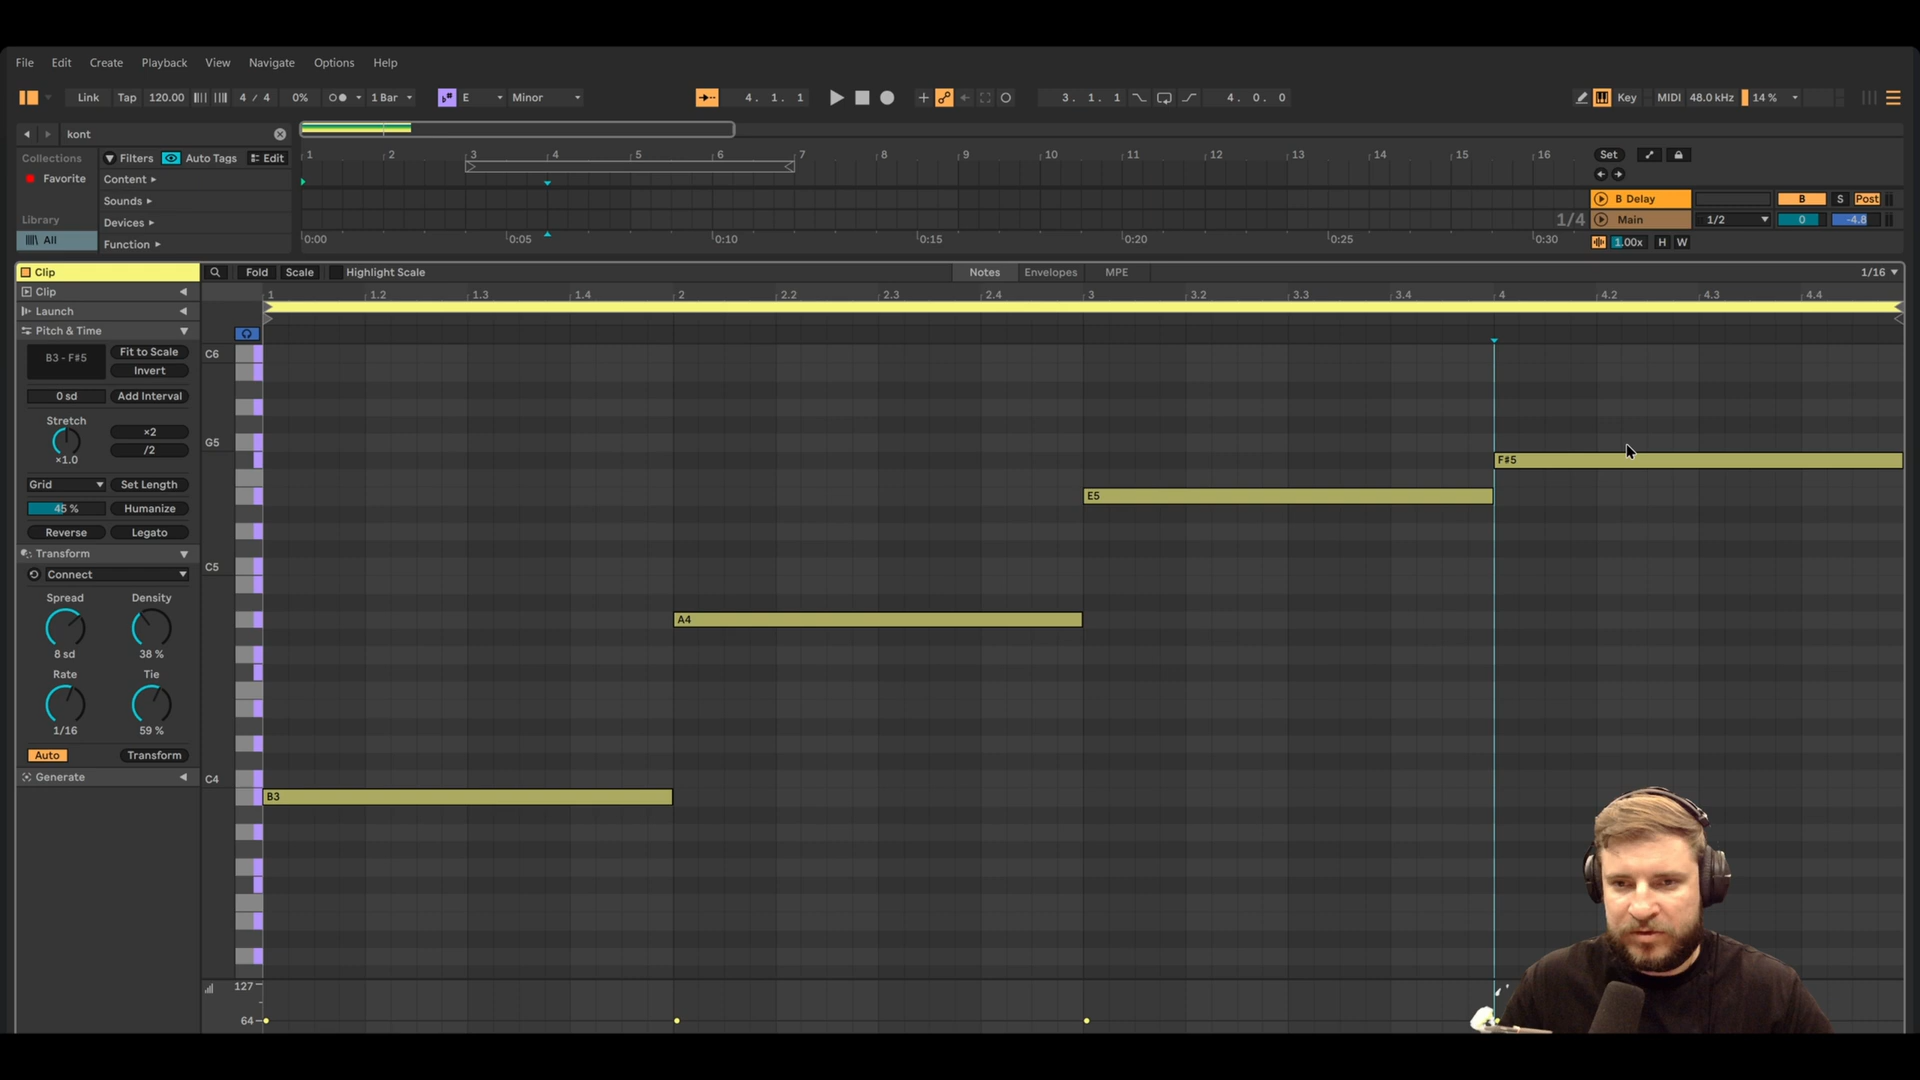 File Edit Create Playback View Navigate Options Help
Link Tap 120.00 4 / 4 0% 1 Bar E Minor 4. 1. 1 3. 1. 1 4. 0. 0 Key MIDI 48.0 kHz 14 %
kont
Collections Filters Auto Tags Edit
Favorite Content
Sounds
Library Devices
All Function
1 2 3 4 5 6 7 8 9 10 11 12 13 14 15 16 Set
B Delay B S Post
1/4 Main 1/2 0 -4.8
0:00 0:05 0:10 0:15 0:20 0:25 0:30 1.00x H W
Clip Fold Scale Highlight Scale Notes Envelopes MPE 1/16
Clip
1 1.2 1.3 1.4 2 2.2 2.3 2.4 3 3.2 3.3 3.4 4 4.2 4.3 4.4
Launch
Pitch & Time
B3 - F#5 Fit to Scale C6
Invert
0 sd Add Interval
Stretch ×2 G5
/2
×1.0 F#5
Grid Set Length
E5
45 % Humanize
Reverse Legato
Transform
Connect C5
Spread Density
A4
8 sd 38 %
Rate Tie
1/16 59 %
Auto Transform
Generate C4
B3
127
64